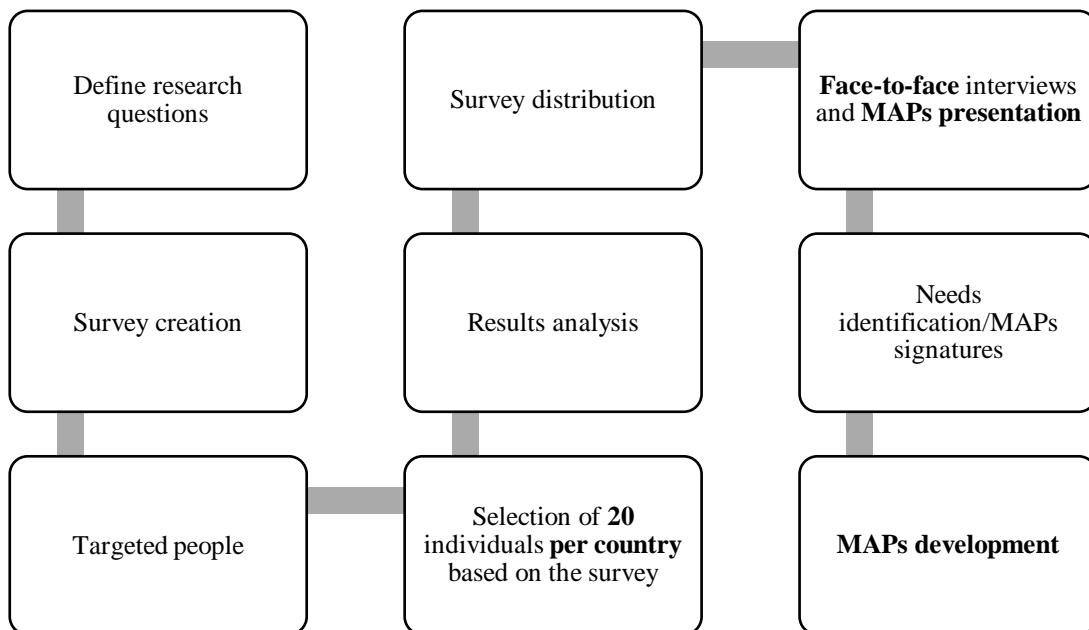 Define research
questions
Survey creation
Targeted people
Selection of 20
individuals per country
based on the survey
Results analysis
Survey distribution
Face-to-face interviews
and MAPs presentation
Needs
identification/MAPs
signatures
MAPs development